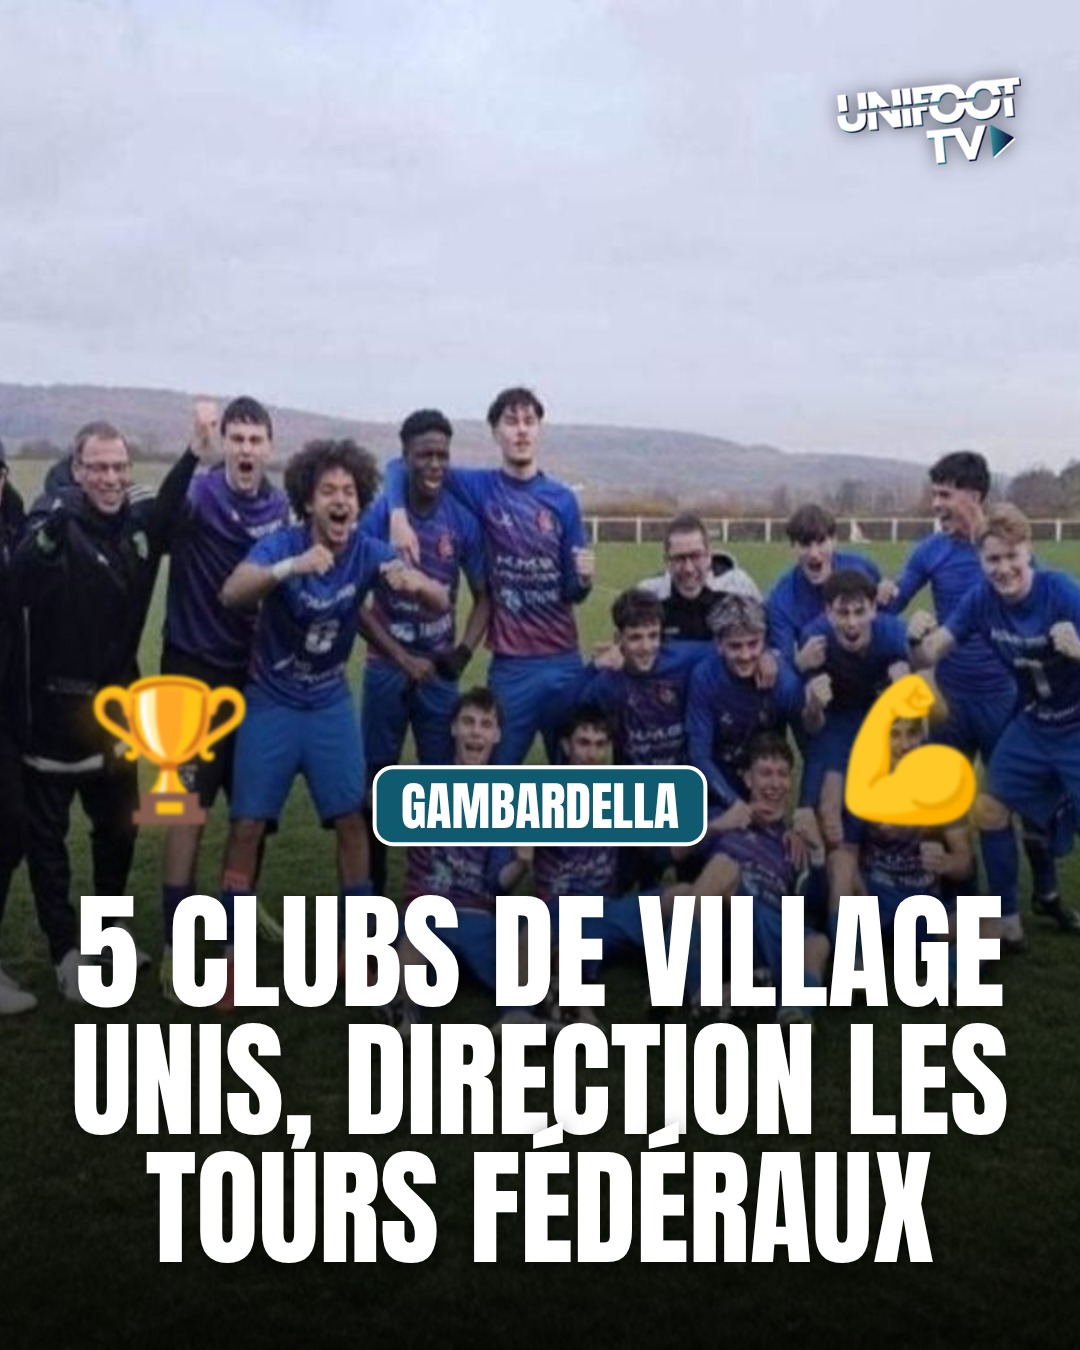 UNIFOOT
TV
GAMBARDELLA
5 CLUBS DE VILLAGE
UNIS, DIRECTION LES
TOURS FÉDÉRAUX